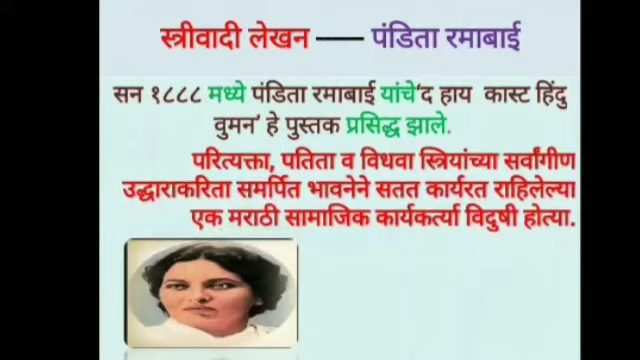 स्त्रीवादी लेखन —— पंडिता रमाबाई
सन १८८८ मध्ये पंडिता रमाबाई यांचे‘द हाय कास्ट हिंदु
वुमन’ हे पुस्तक प्रसिद्ध झाले.
परित्यक्ता, पतिता व विधवा स्त्रियांच्या सर्वांगीण
उद्धाराकरिता समर्पित भावनेने सतत कार्यरत राहिलेल्या
एक मराठी सामाजिक कार्यकर्त्या विदुषी होत्या.